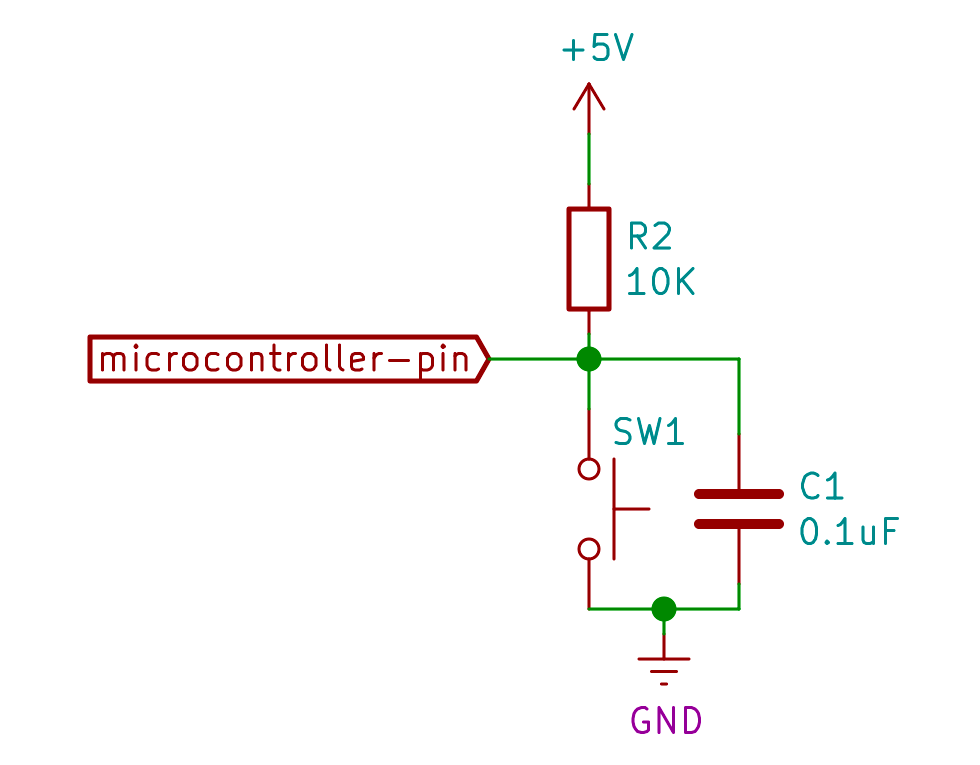 +5V
R2
10K
microcontroller-pin
SW1
C1
0.1uF
GND